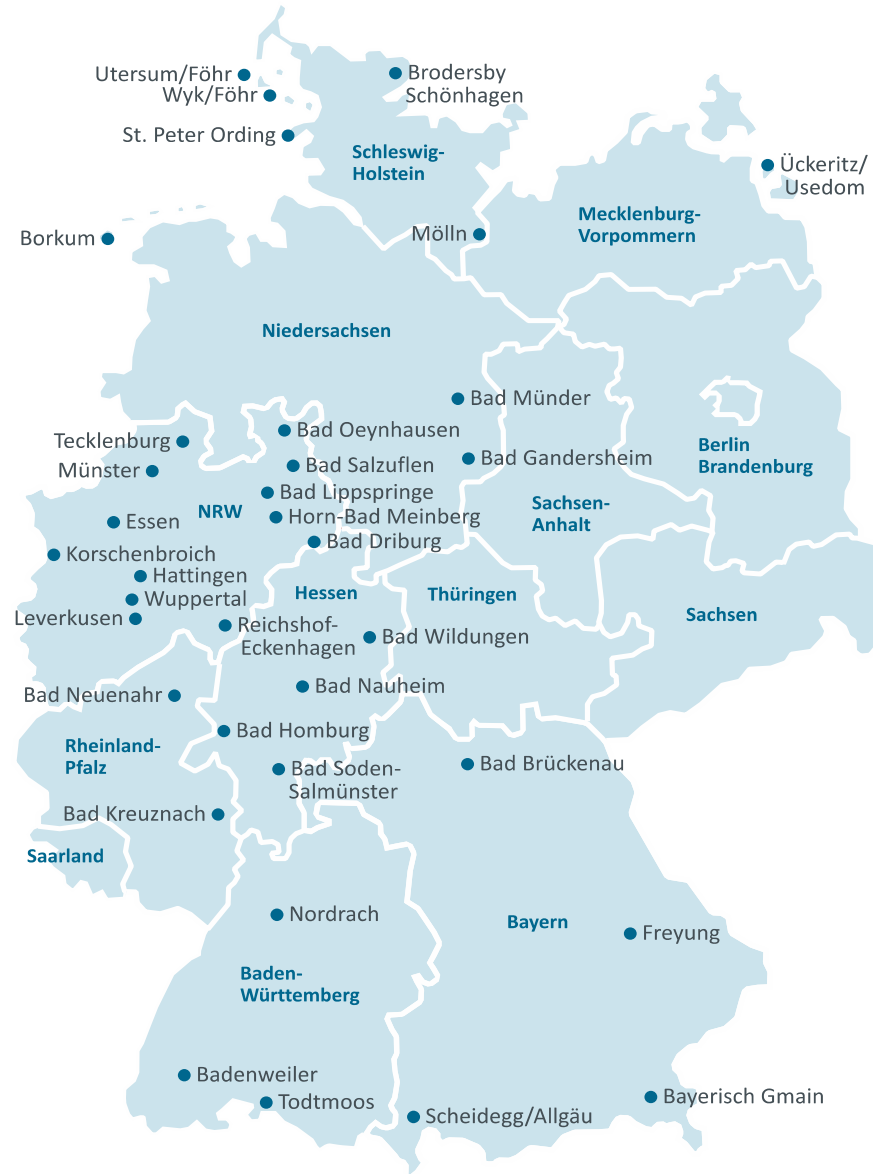 Utersum/Föhr
Brodersby
Schönhagen
Wyk/Föhr
St. Peter Ording
Schleswig-
Holstein
Ückeritz/
Usedom
Mecklenburg-
Vorpommern
Mölln
Borkum
Niedersachsen
Bad Münder
Bad Oeynhausen
Tecklenburg
Berlin
Brandenburg
Bad Gandersheim
Bad Salzuflen
Münster
Bad Lippspringe
Sachsen-
Anhalt
NRW
Horn-Bad Meinberg
Essen
Bad Driburg
Korschenbroich
Hattingen
Hessen
Thüringen
Wuppertal
Sachsen
Leverkusen
Reichshof-
Eckenhagen
Bad Wildungen
Bad Nauheim
Bad Neuenahr
Bad Homburg
Rheinland-
Pfalz
Bad Brückenau
Bad Soden-
Salmünster
Bad Kreuznach
Saarland
Nordrach
Bayern
Freyung
Baden-
Württemberg
Badenweiler
Todtmoos
Bayerisch Gmain
Scheidegg/Allgäu